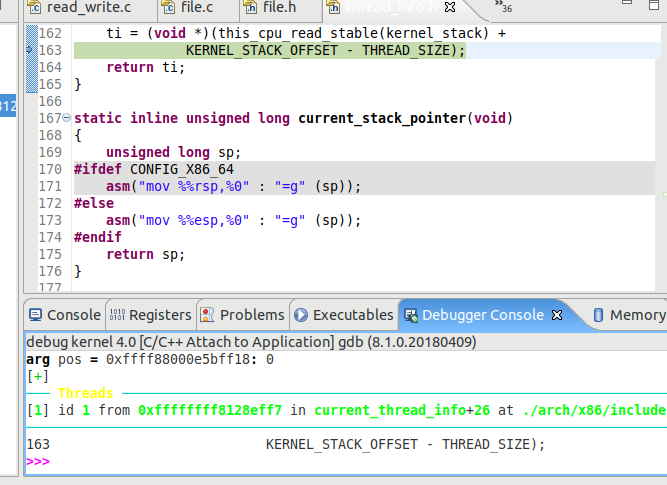 read_write.c file.c file.h thread_info.h 36
162 ti = (void *)(this_cpu_read_stable(kernel_stack) +
163 KERNEL_STACK_OFFSET - THREAD_SIZE);
164 return ti;
165 }
166
167 static inline unsigned long current_stack_pointer(void)
168 {
169 unsigned long sp;
170 #ifdef CONFIG_X86_64
171 asm("mov %%rsp,%0" : "=g" (sp));
172 #else
173 asm("mov %%esp,%0" : "=g" (sp));
174 #endif
175 return sp;
176 }
177
812
Console Registers Problems Executables Debugger Console Memory
debug kernel 4.0 [C/C++ Attach to Application] gdb (8.1.0.20180409)
arg pos = 0xffff88000e5bff18: 0
[+]
Threads
[1] id 1 from 0xffffffff8128eff7 in current_thread_info+26 at ./arch/x86/include
163 KERNEL_STACK_OFFSET - THREAD_SIZE);
>>>